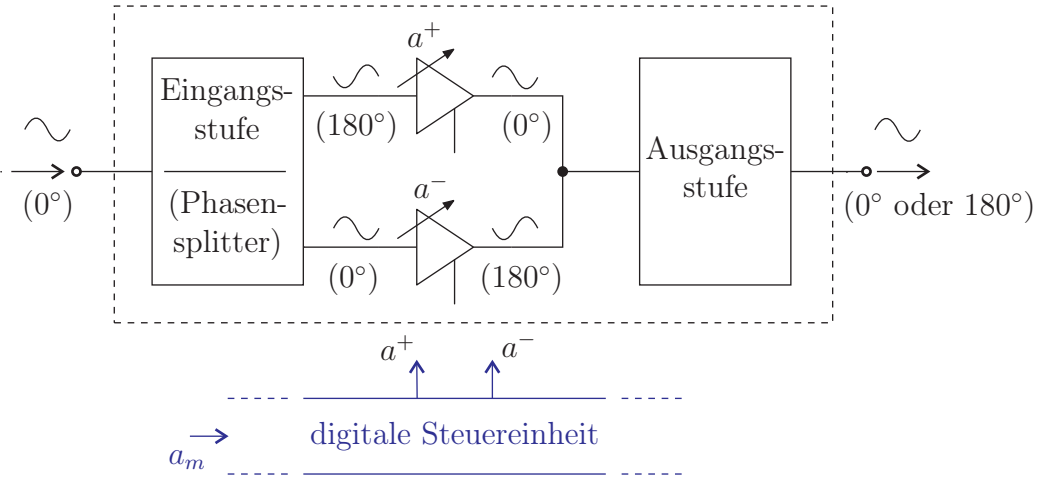 a⁺
Eingangs-
stufe
(Phasen-
splitter)
(180°)
(0°)
(0°)
a⁻
(0°)
(180°)
Ausgangs-
stufe
(0° oder 180°)
a⁺
a⁻
digitale Steuereinheit
aₘ